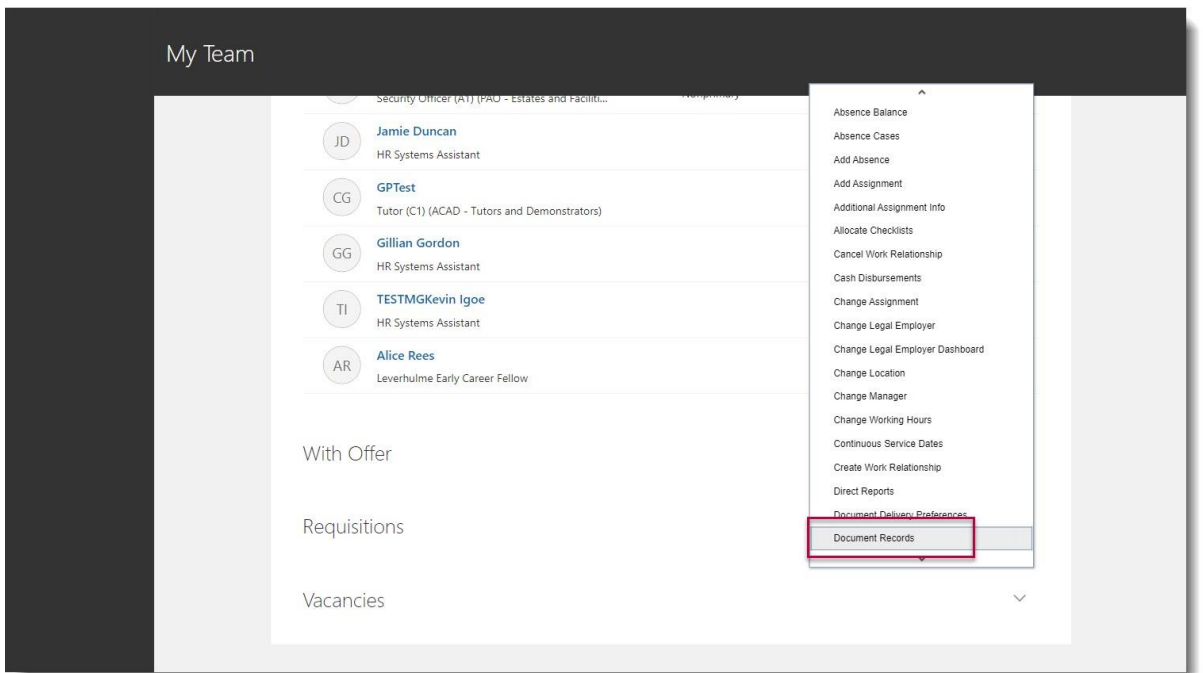 My Team
Security Officer (A1) (PAO - Estates and Faciliti...
Nonprimary
JD
Jamie Duncan
HR Systems Assistant
CG
GPTest
Tutor (C1) (ACAD - Tutors and Demonstrators)
GG
Gillian Gordon
HR Systems Assistant
TI
TESTMGKevin Igoe
HR Systems Assistant
AR
Alice Rees
Leverhulme Early Career Fellow
With Offer
Requisitions
Vacancies
Absence Balance
Absence Cases
Add Absence
Add Assignment
Additional Assignment Info
Allocate Checklists
Cancel Work Relationship
Cash Disbursements
Change Assignment
Change Legal Employer
Change Legal Employer Dashboard
Change Location
Change Manager
Change Working Hours
Continuous Service Dates
Create Work Relationship
Direct Reports
Document Delivery Preferences
Document Records